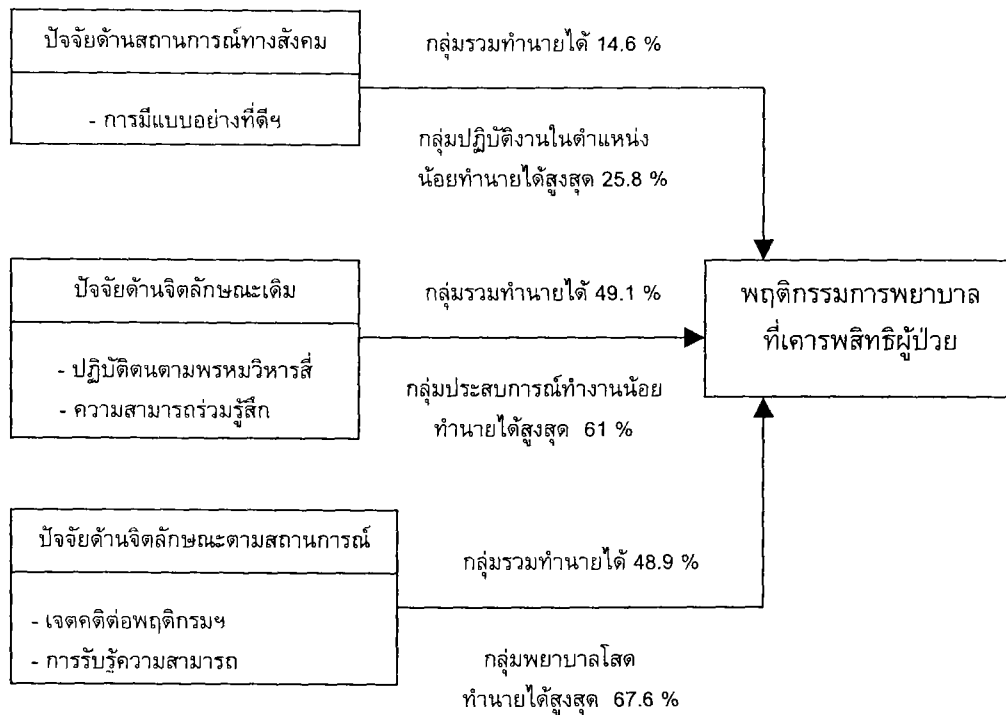 ปัจจัยด้านสถานการณ์ทางสังคม
- การมีแบบอย่างที่ดีฯ
กลุ่มรวมทำนายได้ 14.6 %
กลุ่มปฏิบัติงานในตำแหน่ง
น้อยทำนายได้สูงสุด 25.8 %
ปัจจัยด้านจิตลักษณะเดิม
- ปฏิบัติตนตามพรหมวิหารสี่
- ความสามารถร่วมรู้สึก
กลุ่มรวมทำนายได้ 49.1 %
กลุ่มประสบการณ์ทำงานน้อย
ทำนายได้สูงสุด 61 %
พฤติกรรมการพยาบาล
ที่เคารพสิทธิผู้ป่วย
ปัจจัยด้านจิตลักษณะตามสถานการณ์
- เจตคติต่อพฤติกรมฯ
- การรับรู้ความสามารถ
กลุ่มรวมทำนายได้ 48.9 %
กลุ่มพยาบาลโสด
ทำนายได้สูงสุด 67.6 %